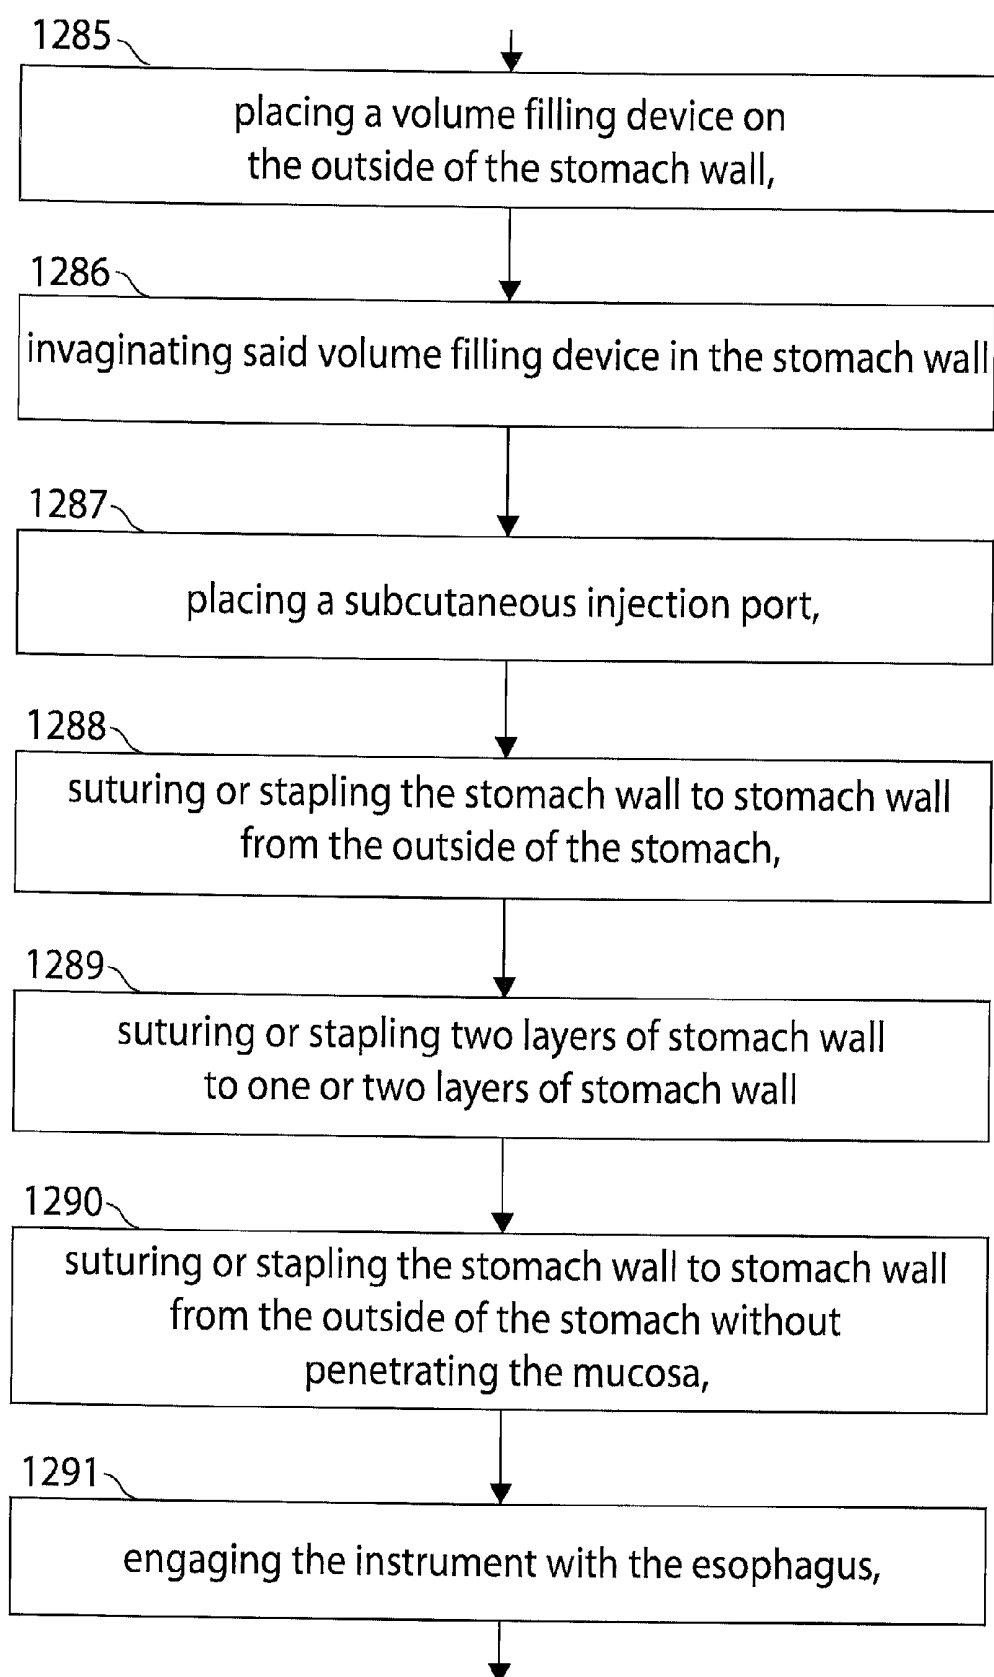 1285
placing a volume filling device on
the outside of the stomach wall,
1286
invaginating said volume filling device in the stomach wall
1287
placing a subcutaneous injection port,
1288
suturing or stapling the stomach wall to stomach wall
from the outside of the stomach,
1289
suturing or stapling two layers of stomach wall
to one or two layers of stomach wall
1290
suturing or stapling the stomach wall to stomach wall
from the outside of the stomach without
penetrating the mucosa,
1291
engaging the instrument with the esophagus,